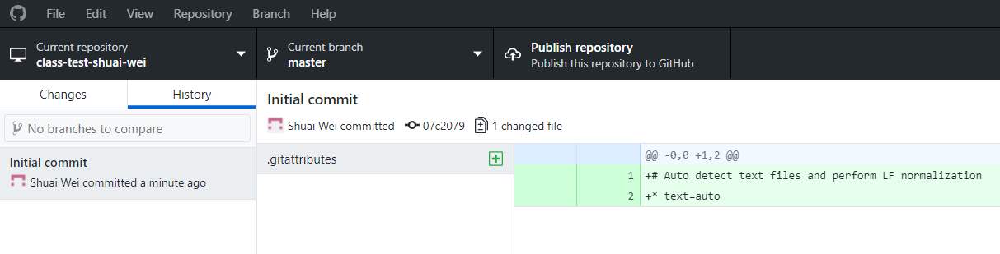 File Edit View Repository Branch Help
Current repository
class-test-shuai-wei
Current branch
master
Publish repository
Publish this repository to GitHub
Changes History
No branches to compare
Initial commit
Shuai Wei committed a minute ago
Initial commit
Shuai Wei committed 07c2079 1 changed file
.gitattributes
@@ -0,0 +1,2 @@
1 +# Auto detect text files and perform LF normalization
2 +* text=auto